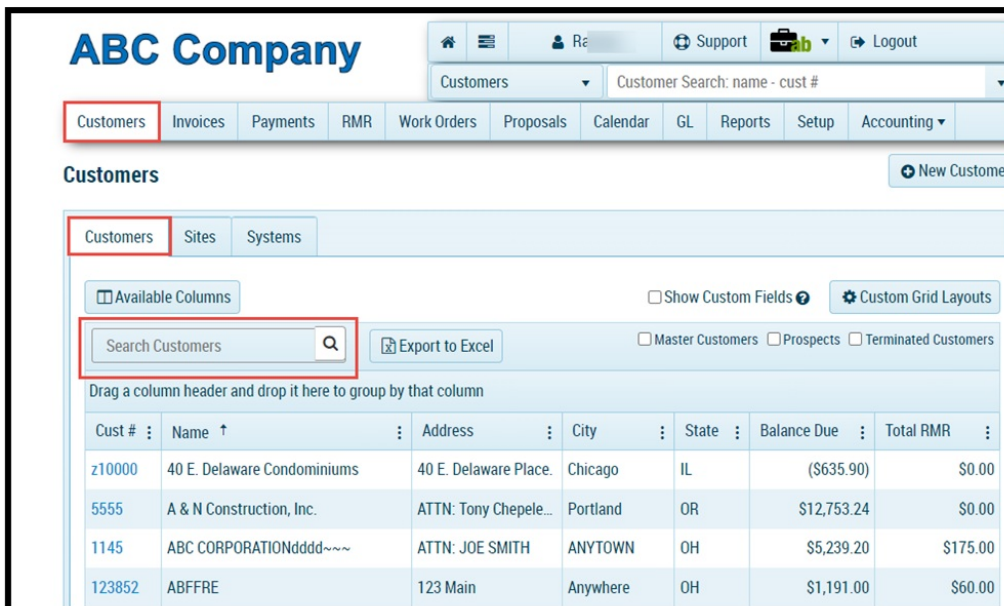 ABC Company
Ra
Support
ab
Logout
Customers
Customer Search: name - cust #
Customers Invoices Payments RMR Work Orders Proposals Calendar GL Reports Setup Accounting
Customers
New Custome
Customers Sites Systems
Available Columns
Show Custom Fields
Custom Grid Layouts
Search Customers
Export to Excel
Master Customers Prospects Terminated Customers
Drag a column header and drop it here to group by that column
Cust # Name ↑ Address City State Balance Due Total RMR
z10000 40 E. Delaware Condominiums 40 E. Delaware Place. Chicago IL ($635.90) $0.00
5555 A & N Construction, Inc. ATTN: Tony Chepele... Portland OR $12,753.24 $0.00
1145 ABC CORPORATIONdddd~~~ ATTN: JOE SMITH ANYTOWN OH $5,239.20 $175.00
123852 ABFFRE 123 Main Anywhere OH $1,191.00 $60.00